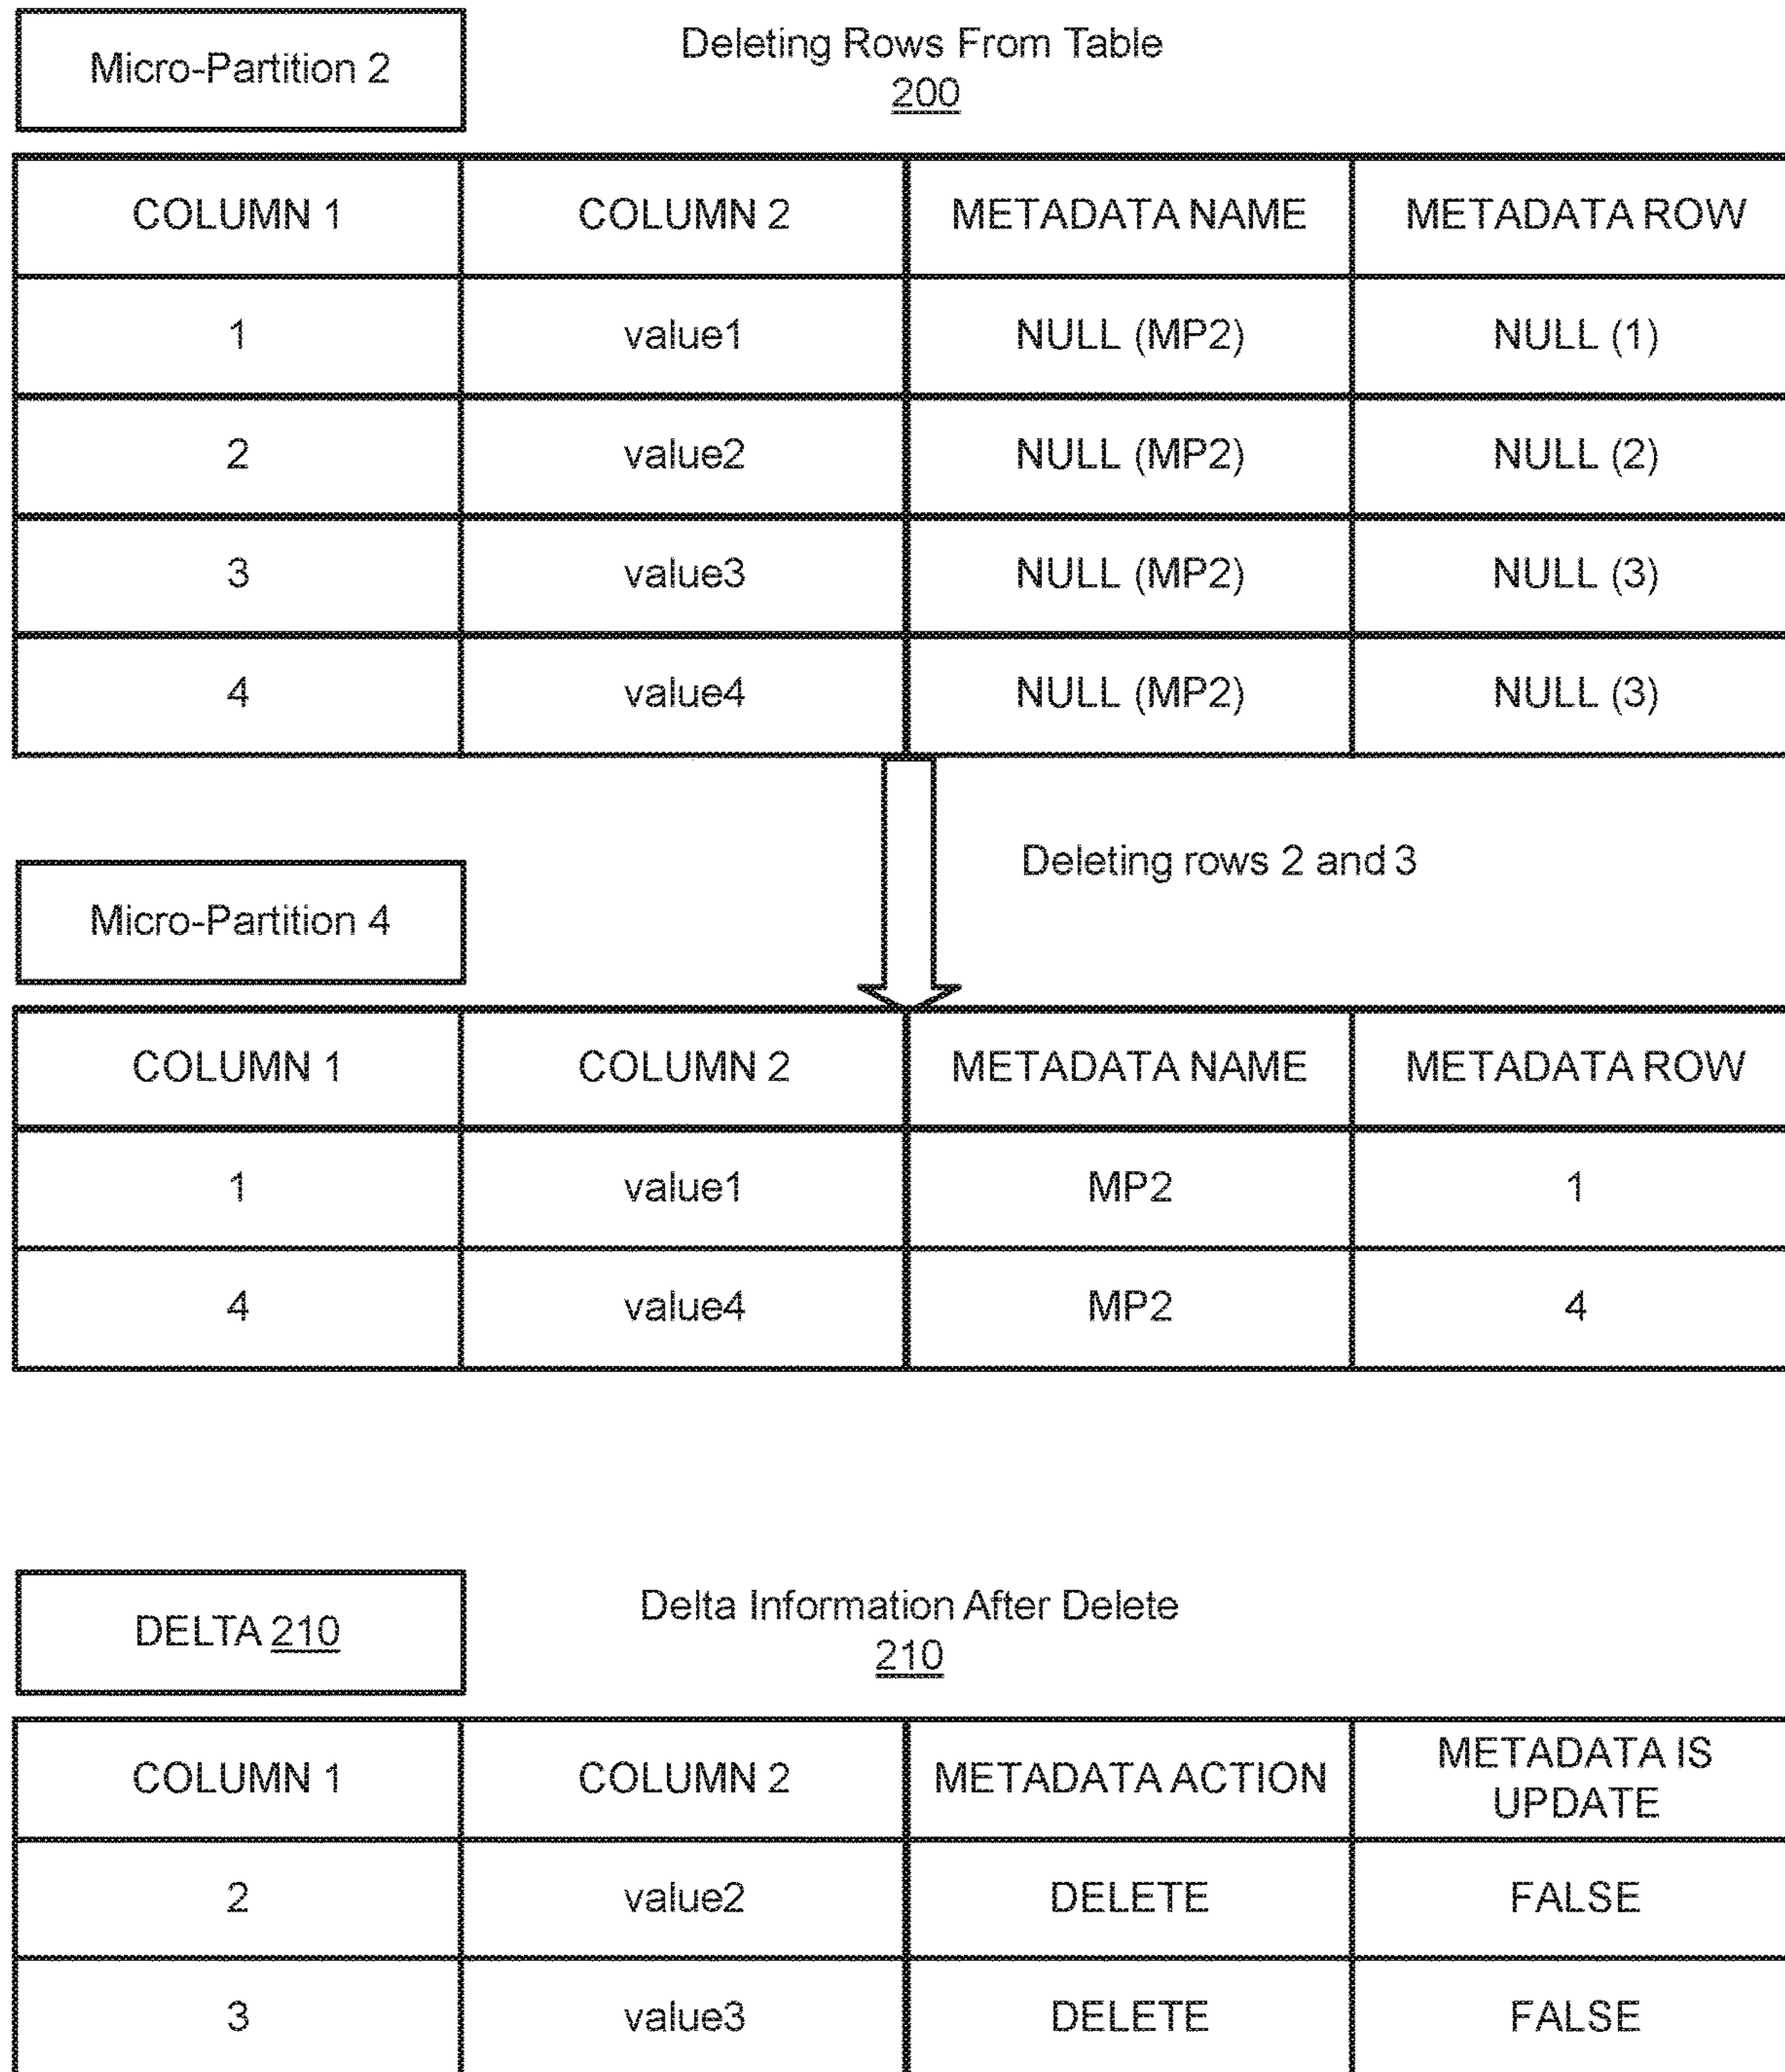 Micro-Partition 2
Deleting Rows From Table
200
COLUMN 1 COLUMN 2 METADATA NAME METADATA ROW
1 value1 NULL (MP2) NULL (1)
2 value2 NULL (MP2) NULL (2)
3 value3 NULL (MP2) NULL (3)
4 value4 NULL (MP2) NULL (3)
Deleting rows 2 and 3
Micro-Partition 4
COLUMN 1 COLUMN 2 METADATA NAME METADATA ROW
1 value1 MP2 1
4 value4 MP2 4
DELTA 210
Delta Information After Delete
210
COLUMN 1 COLUMN 2 METADATA ACTION METADATA IS
UPDATE
2 value2 DELETE FALSE
3 value3 DELETE FALSE